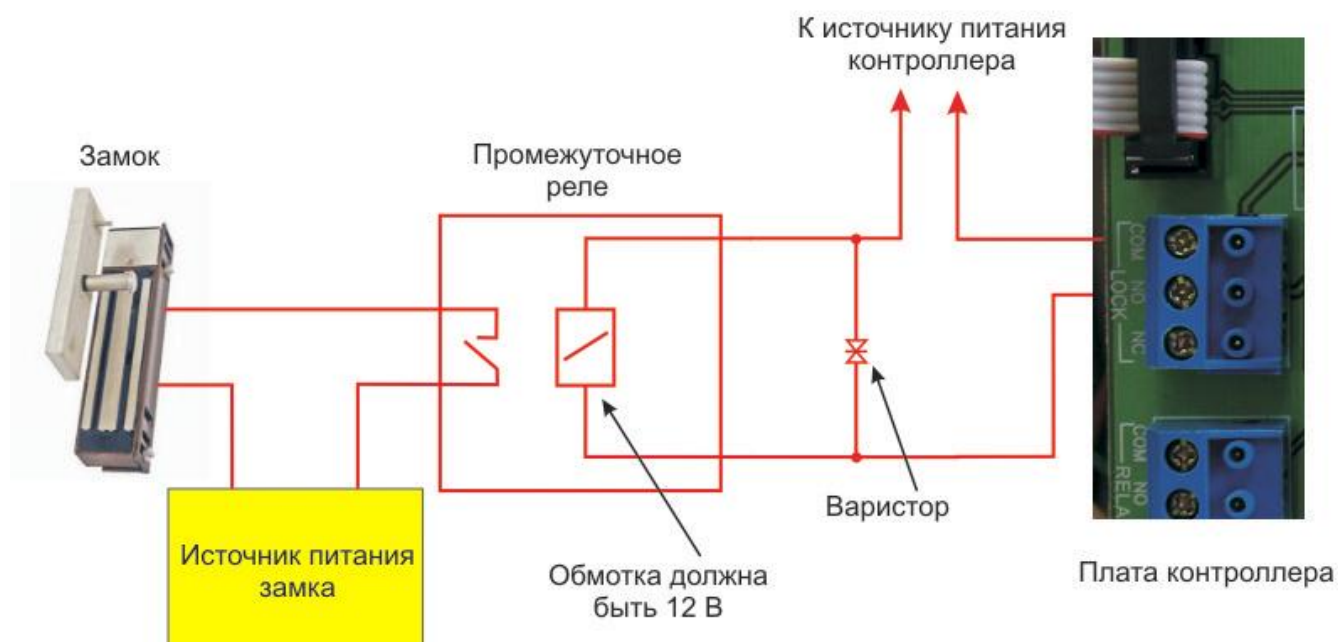 К источнику питания
контроллера
Замок
Промежуточное
реле
COM
NO
NC
LOCK
COM
NO
RELA
Варистор
Источник питания
замка
Обмотка должна
быть 12 В
Плата контроллера